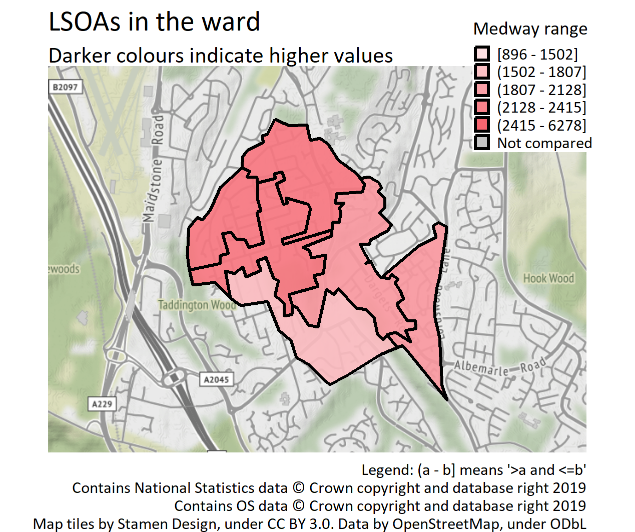 LSOAs in the ward
Darker colours indicate higher values
Medway range
[896 - 1502]
(1502 - 1807]
(1807 - 2128]
(2128 - 2415]
(2415 - 6278]
Not compared
B2097
Maidstone Road
ewoods
Taddington Wood
Lane
Hook Wood
Albemarle Road
A2045
A229
Legend: (a - b] means '>a and <=b'
Contains National Statistics data © Crown copyright and database right 2019
Contains OS data © Crown copyright and database right 2019
Map tiles by Stamen Design, under CC BY 3.0. Data by OpenStreetMap, under ODbL